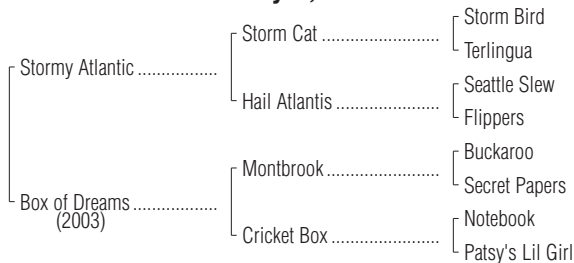 Storm Bird
Storm Cat ........................
Terlingua
Stormy Atlantic ................
Seattle Slew
Hail Atlantis .....................
Flippers
Buckaroo
Montbrook .......................
Secret Papers
Box of Dreams .................
(2003)
Notebook
Cricket Box ......................
Patsy's Lil Girl